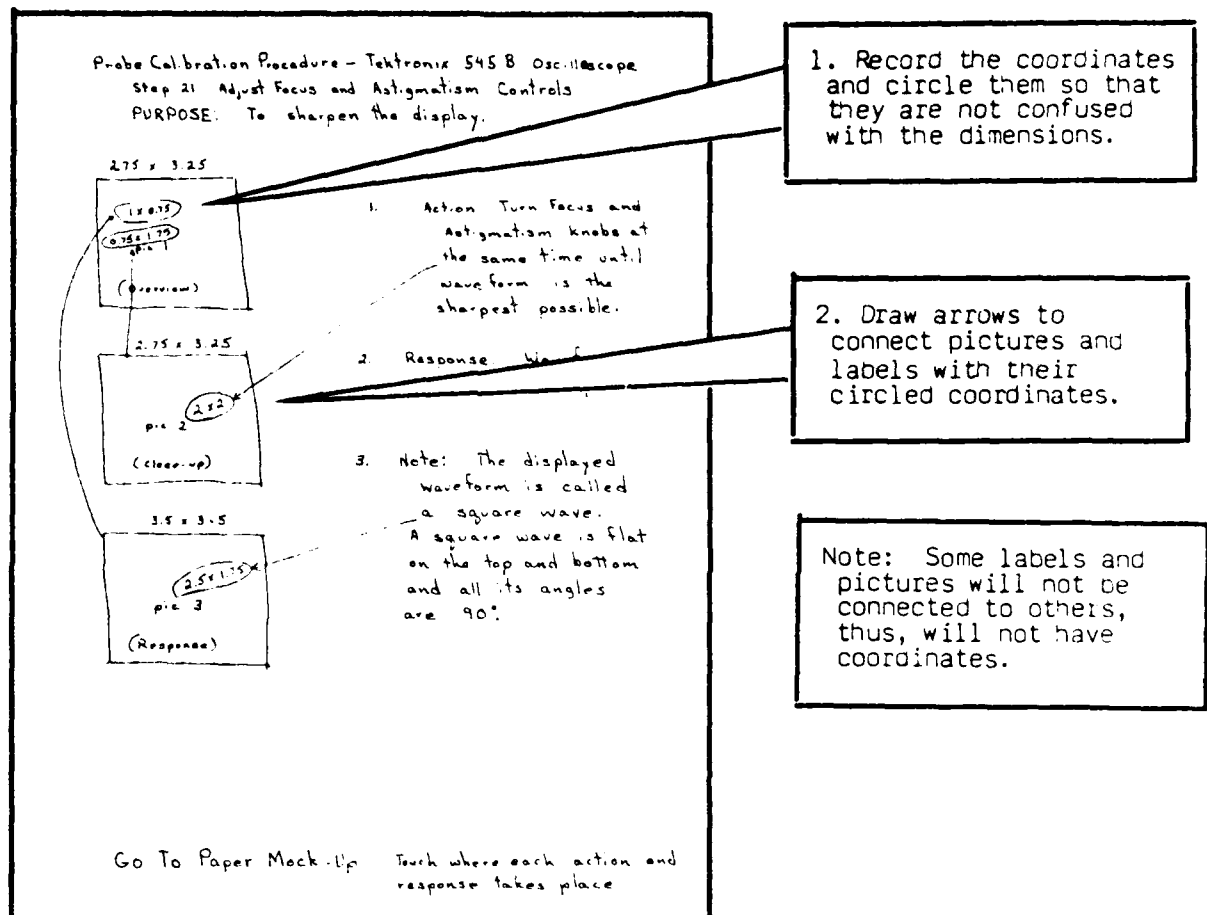 Probe Calibration Procedure - Tektronix 545 B Oscilloscope
Step 21 Adjust Focus and Astigmatism Controls
PURPOSE: To sharpen the display.
2.75 x 3.25
1 x 0.75
0.75 x 1.75
pic 1
(Overview)
2.75 x 3.25
2 x 2
pic 2
(Close-up)
3.5 x 3.5
2.5 x 1.75
pic 3
(Response)
1. Action Turn Focus and
Astigmatism knobs at
the same time until
waveform is the
sharpest possible.
2. Response
3. Note: The displayed
waveform is called
a square wave.
A square wave is flat
on the top and bottom
and all its angles
are 90°.
Go To Paper Mock-Up Touch where each action and
response takes place
1. Record the coordinates
and circle them so that
they are not confused
with the dimensions.
2. Draw arrows to
connect pictures and
labels with their
circled coordinates.
Note: Some labels and
pictures will not be
connected to others,
thus, will not have
coordinates.